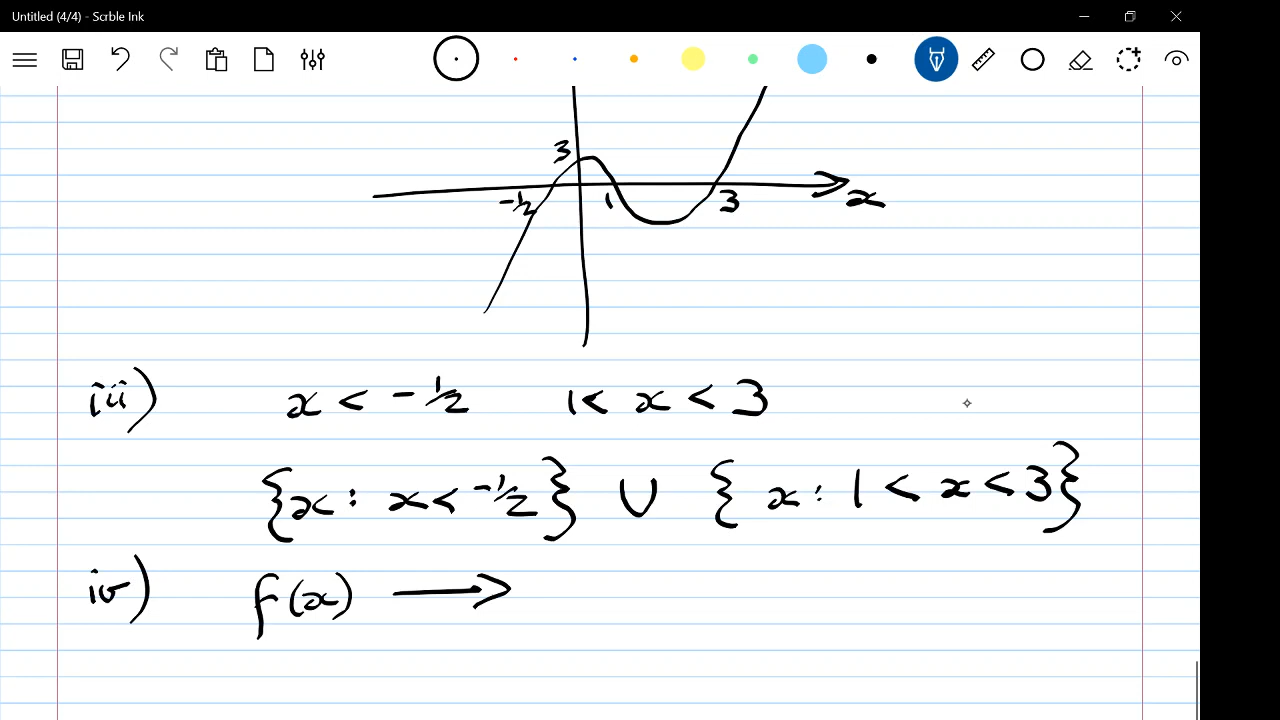 Untitled (4/4) - Scrble Ink
3
-½ 1 3 x
iii) x < -½ 1 < x < 3
{x : x < -½} ∪ {x : 1 < x < 3}
iv) f(x) ⟶